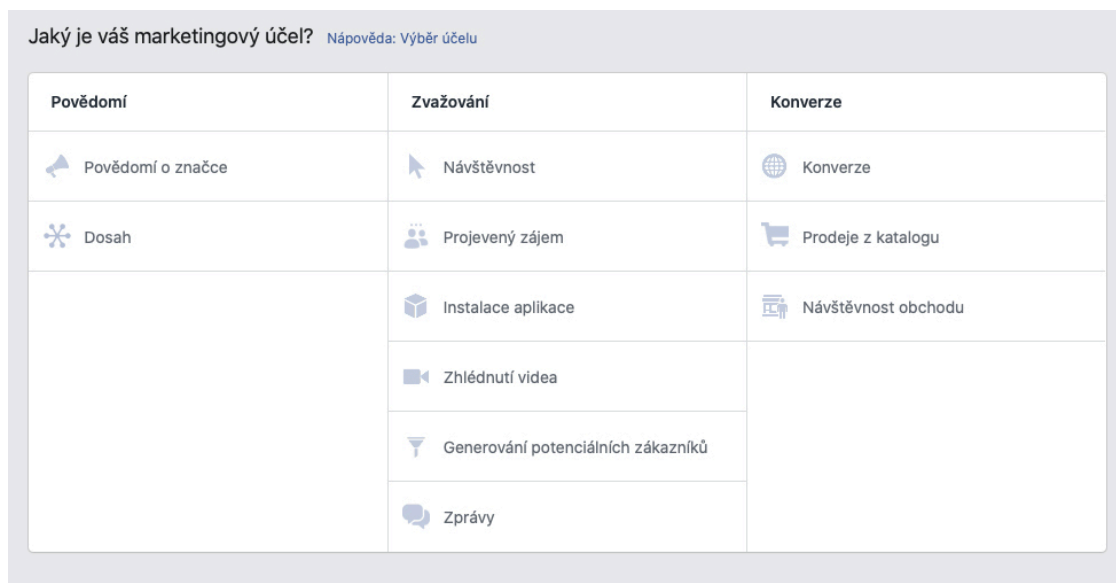 Jaký je váš marketingový účel? Nápověda: Výběr účelu
Povědomí
Povědomí o značce
Dosah
Zvažování
Návštěvnost
Projevený zájem
Instalace aplikace
Zhlédnutí videa
Generování potenciálních zákazníků
Zprávy
Konverze
Konverze
Prodeje z katalogu
Návštěvnost obchodu